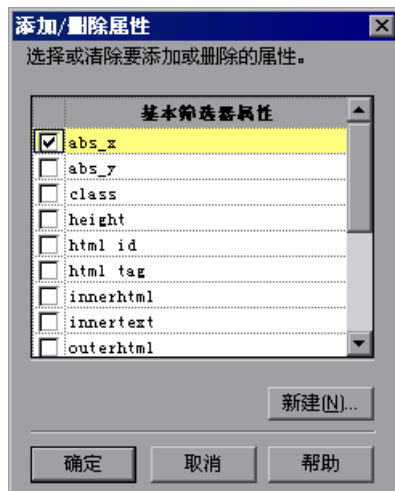 添加/删除属性
选择或清除要添加或删除的属性。
基本筛选器属性
abs_x
abs_y
class
height
html id
html tag
innerhtml
innertext
outerhtml
新建(N)...
确定
取消
帮助